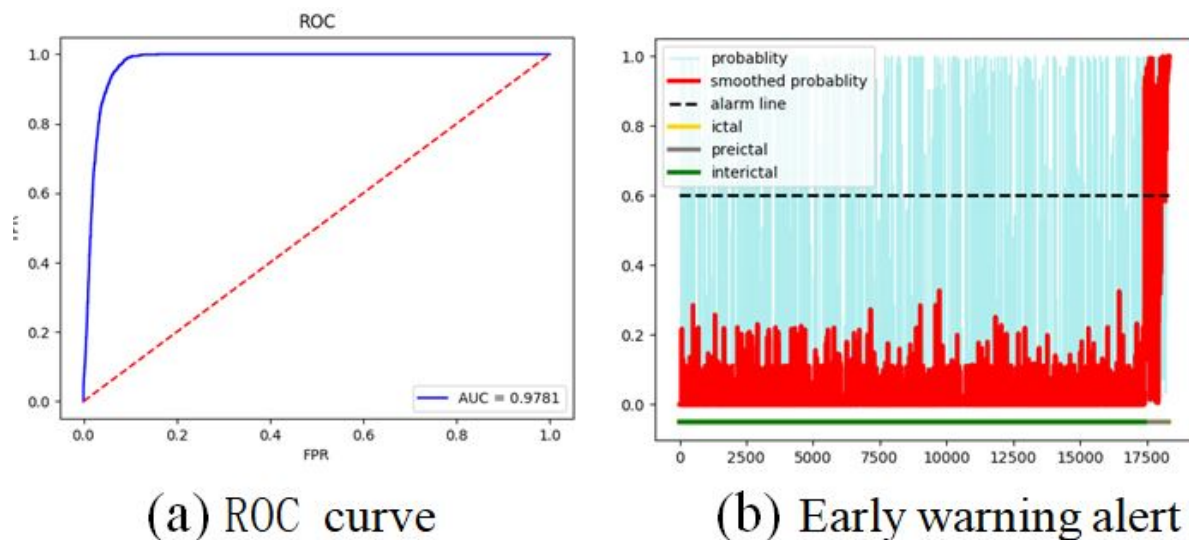 ROC
1.0
0.8
0.6
0.4
0.2
0.0
AUC = 0.9781
0.0 0.2 0.4 0.6 0.8 1.0
FPR
(a) ROC curve
1.0
0.8
0.6
0.4
0.2
0.0
probablity
smoothed probablity
alarm line
ictal
preictal
interictal
0 2500 5000 7500 10000 12500 15000 17500
(b) Early warning alert